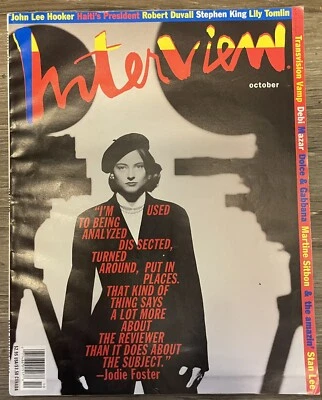 John Lee Hooker Haiti's President Robert Duvall Stephen King Lily Tomlin
Interview
october
Transvision Vamp Debi Mazar Dolce & Gabbana Martine Sitbon & the amazin' Stan Lee
"I'M USED
TO BEING
ANALYZED
DISSECTED,
TURNED
AROUND, PUT IN
PLACES.
THAT KIND OF
THING SAYS
A LOT MORE
ABOUT
THE REVIEWER
THAN IT DOES ABOUT
THE SUBJECT."
—Jodie Foster